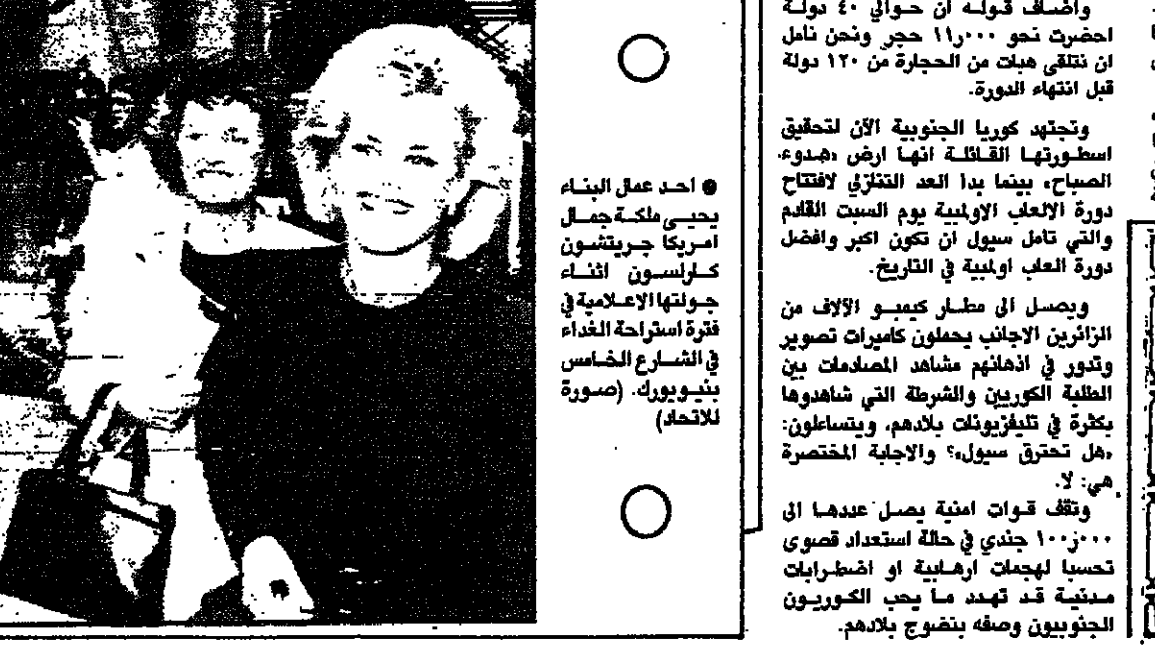 واضاف قوله ان حوالي ٤٠ دولة
احضرت نحو ١١٫٠٠٠ حجر ونحن نامل
ان نتلقى هبات من الحجارة من ١٢٠ دولة
قبل انتهاء الدورة.
وتجتهد كوريا الجنوبية الآن لتحقيق
اسطورتها القائلة انها ارض «هدوء
الصباح» بينما بدا العد التنازلي لافتتاح
دورة الالعاب الاولمبية يوم السبت القادم
والتي تامل سيول ان تكون اكبر وافضل
دورة العاب اولمبية في التاريخ.
ويصل الى مطار كيمبو الآلاف من
الزائرين الاجانب يحملون كاميرات تصوير
وتدور في اذهانهم مشاهد المصادمات بين
الطلبة الكوريين والشرطة التي شاهدوها
بكثرة في تليفزيونات بلادهم، ويتساءلون:
«هل تحترق سيول»؟ والاجابة المختصرة
هي: لا.
وتقف قوات امنية يصل عددها الى
١٠٠٫٠٠٠ جندي في حالة استعداد قصوى
تحسبا لهجمات ارهابية او اضطرابات
مدنية قد تهدد ما يحب الكوريون
الجنوبيون وصفه بنضوج بلادهم.
● احد عمال البناء
يحيى ملكة جمال
امريكا جريتشون
كارلسون اثناء
جولتها الاعلامية في
فترة استراحة الغداء
في الشارع الخامس
بنيويورك. (صورة
للاتحاد)